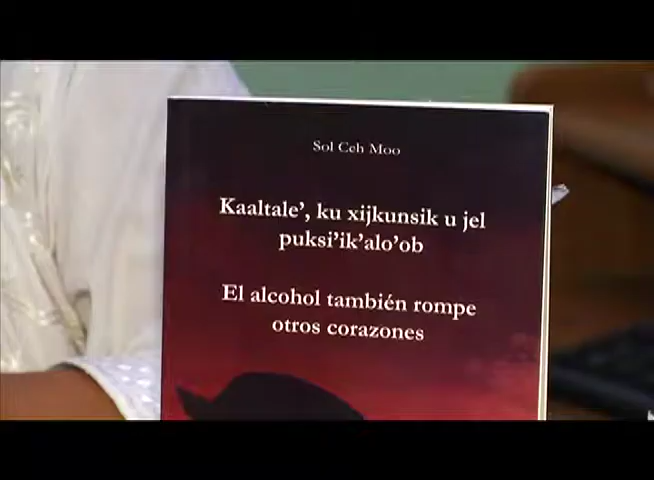 Sol Ceh Moo
Kaaltale', ku xijkunsik u jel
puksi'ik'alo'ob
El alcohol también rompe
otros corazones